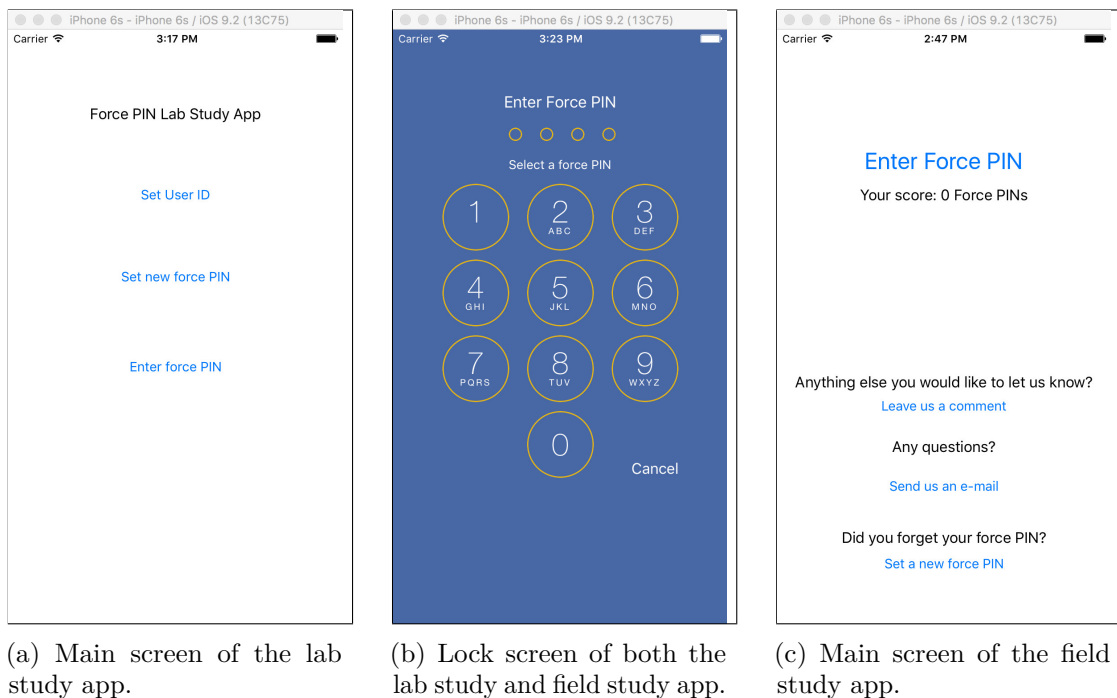 iPhone 6s - iPhone 6s / iOS 9.2 (13C75)
Carrier 3:17 PM
Force PIN Lab Study App
Set User ID
Set new force PIN
Enter force PIN
(a) Main screen of the lab
study app.
iPhone 6s - iPhone 6s / iOS 9.2 (13C75)
Carrier 3:23 PM
Enter Force PIN
Select a force PIN
1 2 3
ABC DEF
4 5 6
GHI JKL MNO
7 8 9
PQRS TUV WXYZ
0
Cancel
(b) Lock screen of both the
lab study and field study app.
iPhone 6s - iPhone 6s / iOS 9.2 (13C75)
Carrier 2:47 PM
Enter Force PIN
Your score: 0 Force PINs
Anything else you would like to let us know?
Leave us a comment
Any questions?
Send us an e-mail
Did you forget your force PIN?
Set a new force PIN
(c) Main screen of the field
study app.